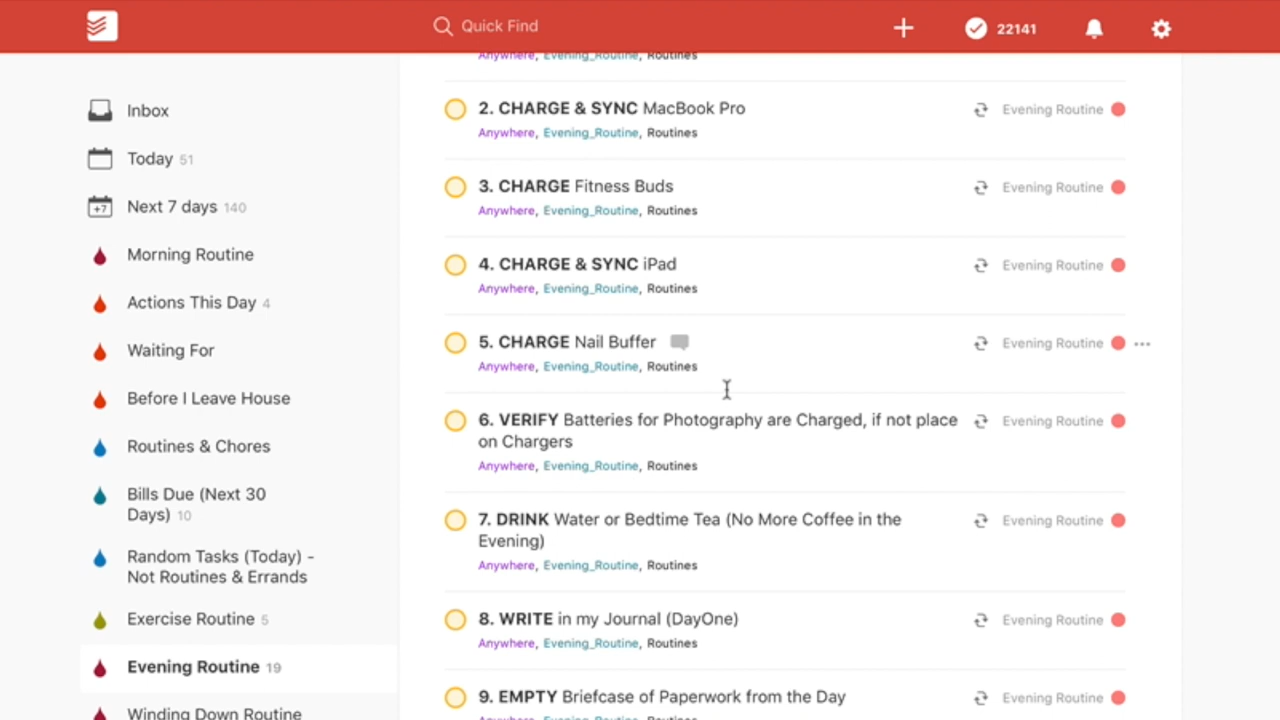 Quick Find
22141
Inbox
Today 51
Next 7 days 140
Morning Routine
Actions This Day 4
Waiting For
Before I Leave House
Routines & Chores
Bills Due (Next 30
Days) 10
Random Tasks (Today) -
Not Routines & Errands
Exercise Routine 5
Evening Routine 19
Winding Down Routine
Anywhere, Evening_Routine, Routines
2. CHARGE & SYNC MacBook Pro
Evening Routine
Anywhere, Evening_Routine, Routines
3. CHARGE Fitness Buds
Evening Routine
Anywhere, Evening_Routine, Routines
4. CHARGE & SYNC iPad
Evening Routine
Anywhere, Evening_Routine, Routines
5. CHARGE Nail Buffer
Evening Routine
Anywhere, Evening_Routine, Routines
6. VERIFY Batteries for Photography are Charged, if not place
on Chargers
Evening Routine
Anywhere, Evening_Routine, Routines
7. DRINK Water or Bedtime Tea (No More Coffee in the
Evening)
Evening Routine
Anywhere, Evening_Routine, Routines
8. WRITE in my Journal (DayOne)
Evening Routine
Anywhere, Evening_Routine, Routines
9. EMPTY Briefcase of Paperwork from the Day
Evening Routine
Anywhere, Evening_Routine, Routines